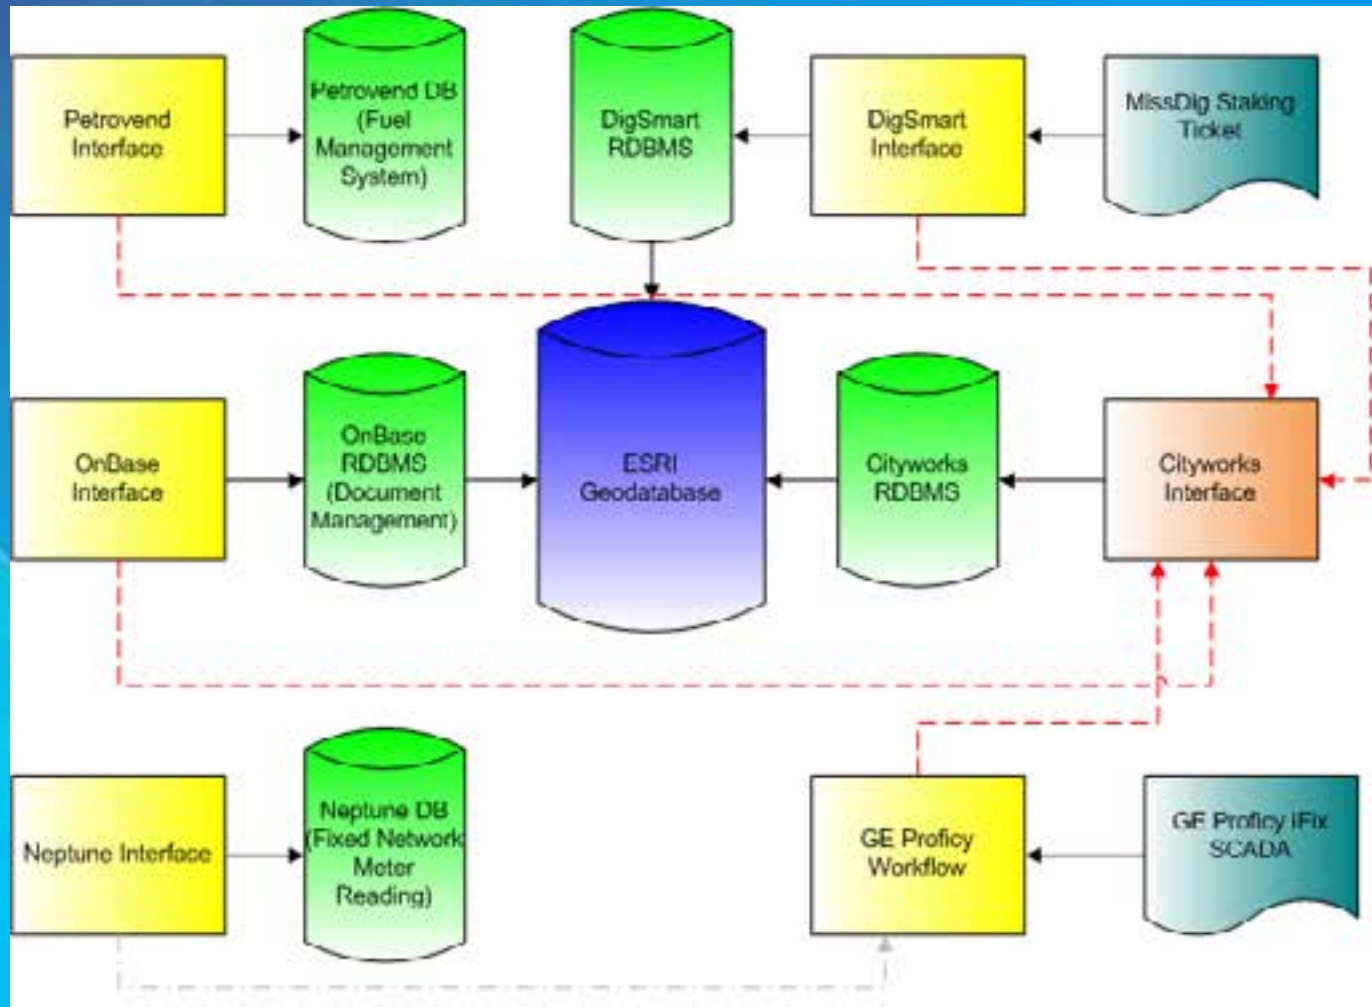 Petrovend
Interface
Petrovend DB
(Fuel
Management
System)
DigSmart
RDBMS
DigSmart
Interface
MissDig Staking
Ticket
OnBase
Interface
OnBase
RDBMS
(Document
Management)
ESRI
Geodatabase
Cityworks
RDBMS
Cityworks
Interface
Neptune Interface
Neptune DB
(Fixed Network
Meter
Reading)
GE Proficy
Workflow
GE Proficy iFix
SCADA